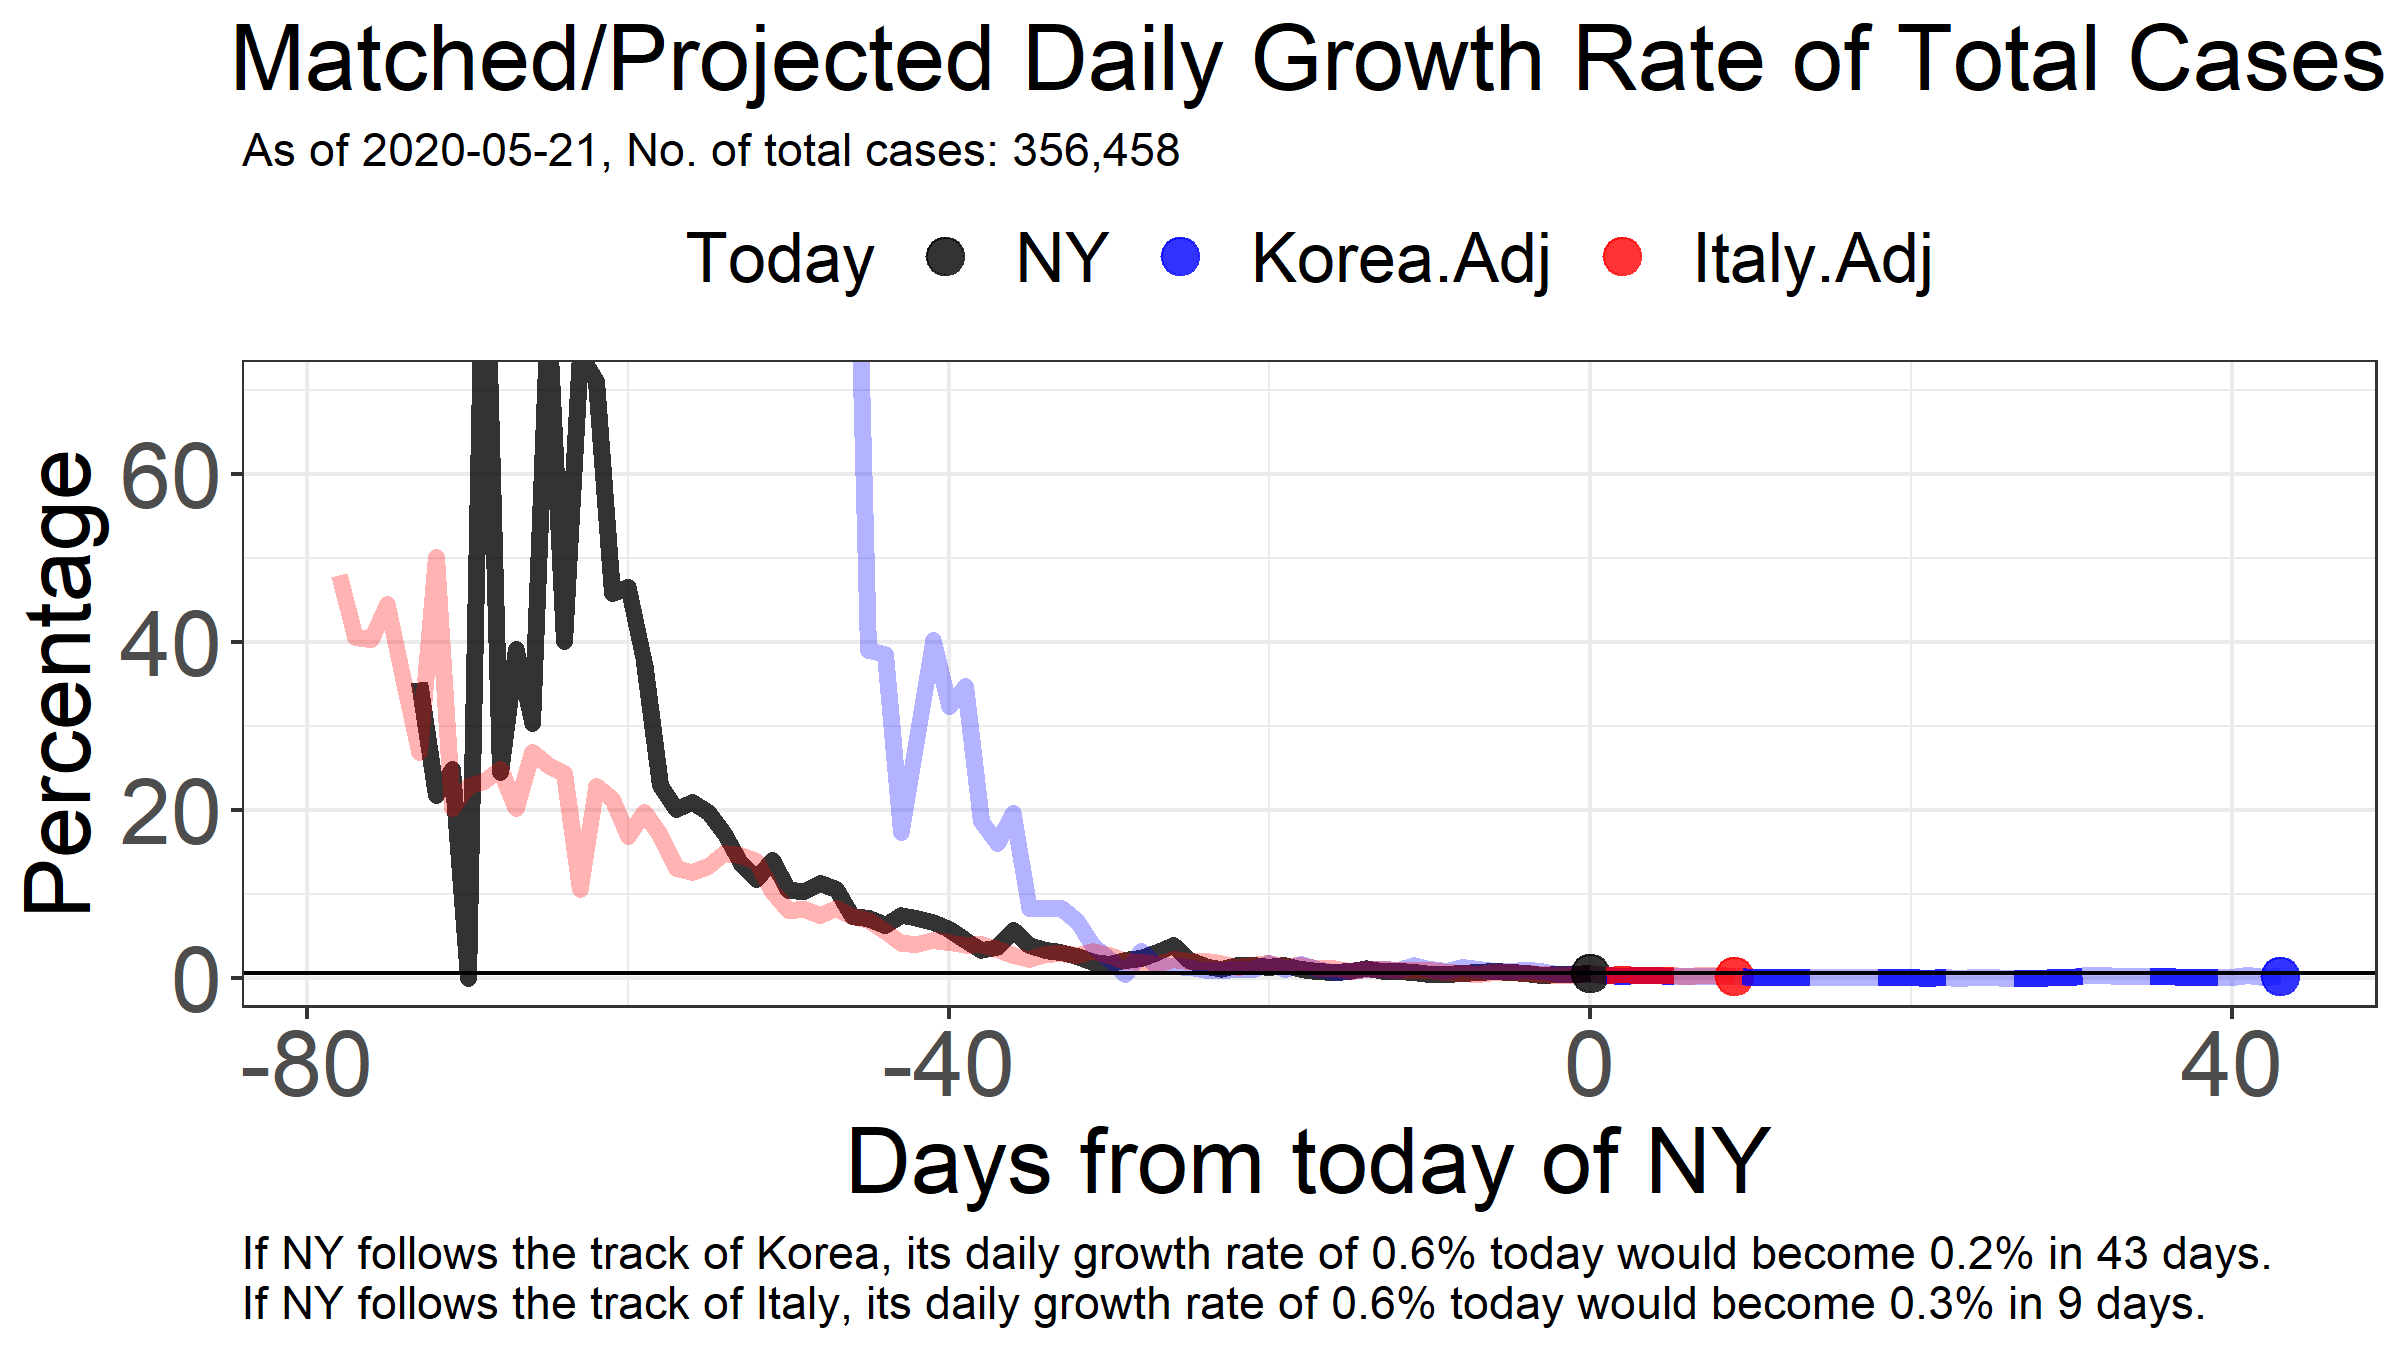 Matched/Projected Daily Growth Rate of Total Cases
As of 2020-05-21, No. of total cases: 356,458
Today NY Korea.Adj Italy.Adj
Percentage
60
40
20
0
-80 -40 0 40
Days from today of NY
If NY follows the track of Korea, its daily growth rate of 0.6% today would become 0.2% in 43 days.
If NY follows the track of Italy, its daily growth rate of 0.6% today would become 0.3% in 9 days.